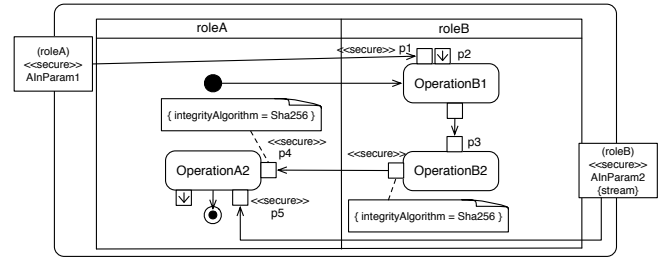 roleA
roleB
(roleA)
<<secure>>
AInParam1
<<secure>> p1
p2
OperationB1
{ integrityAlgorithm = Sha256 }
<<secure>>
p4
p3
OperationA2
<<secure>>
OperationB2
(roleB)
<<secure>>
AInParam2
{stream}
<<secure>>
p5
{ integrityAlgorithm = Sha256 }